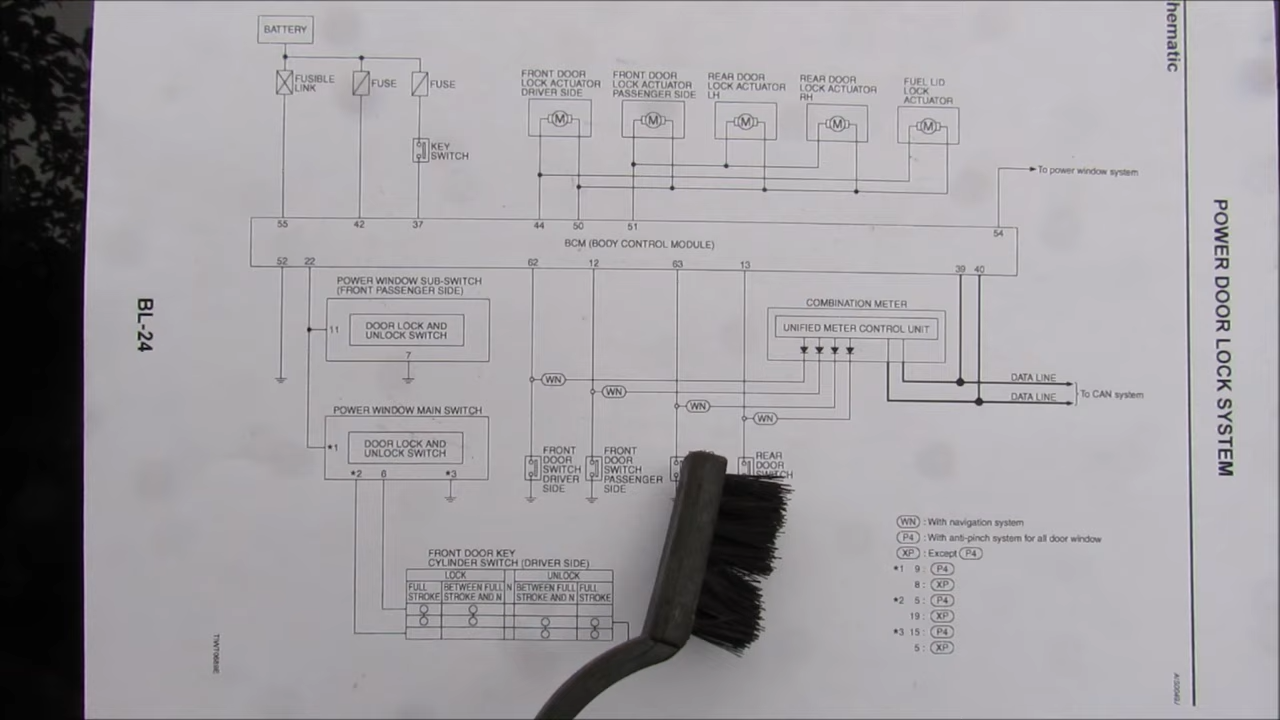 hematic
POWER DOOR LOCK SYSTEM
BL-24
BATTERY
FUSIBLE
LINK
FUSE
FUSE
KEY
SWITCH
FRONT DOOR
LOCK ACTUATOR
DRIVER SIDE
M
FRONT DOOR
LOCK ACTUATOR
PASSENGER SIDE
M
REAR DOOR
LOCK ACTUATOR
LH
M
REAR DOOR
LOCK ACTUATOR
RH
M
FUEL LID
LOCK
ACTUATOR
M
To power window system
55 42 37 44 50 51 54
BCM (BODY CONTROL MODULE)
52 22 62 12 63 13 39 40
POWER WINDOW SUB-SWITCH
(FRONT PASSENGER SIDE)
11
DOOR LOCK AND
UNLOCK SWITCH
7
POWER WINDOW MAIN SWITCH
*1
DOOR LOCK AND
UNLOCK SWITCH
*2 6 *3
COMBINATION METER
UNIFIED METER CONTROL UNIT
WN
WN
WN
WN
DATA LINE
DATA LINE
To CAN system
FRONT
DOOR
SWITCH
DRIVER
SIDE
FRONT
DOOR
SWITCH
PASSENGER
SIDE
REAR
DOOR
SWITCH
FRONT DOOR KEY
CYLINDER SWITCH (DRIVER SIDE)
LOCK UNLOCK
FULL
STROKE
BETWEEN FULL
STROKE AND N
N
BETWEEN FULL
STROKE AND N
FULL
STROKE
WN : With navigation system
P4 : With anti-pinch system for all door window
XP : Except P4
*1 9 : P4
8 : XP
*2 5 : P4
19 : XP
*3 15 : P4
5 : XP